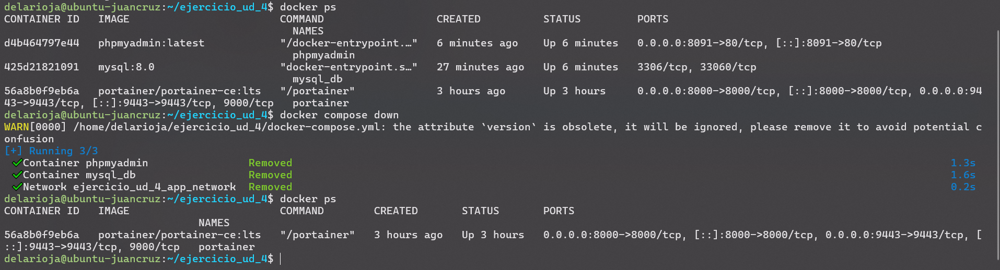 delarioja@ubuntu-juancruz:~/ejercicio_ud_4$ docker ps
CONTAINER ID   IMAGE                        COMMAND                  CREATED          STATUS         PORTS
                                              NAMES
d4b464797e44   phpmyadmin:latest            "/docker-entrypoint.…"   6 minutes ago    Up 6 minutes   0.0.0.0:8091->80/tcp, [::]:8091->80/tcp
                                              phpmyadmin
425d21821091   mysql:8.0                    "docker-entrypoint.s…"   27 minutes ago   Up 6 minutes   3306/tcp, 33060/tcp
                                              mysql_db
56a8b0f9eb6a   portainer/portainer-ce:lts   "/portainer"             3 hours ago      Up 3 hours     0.0.0.0:8000->8000/tcp, [::]:8000->8000/tcp, 0.0.0.0:94
43->9443/tcp, [::]:9443->9443/tcp, 9000/tcp   portainer
delarioja@ubuntu-juancruz:~/ejercicio_ud_4$ docker compose down
WARN[0000] /home/delarioja/ejercicio_ud_4/docker-compose.yml: the attribute `version` is obsolete, it will be ignored, please remove it to avoid potential c
onfusion
[+] Running 3/3
 ✔Container phpmyadmin                Removed                                                                                                          1.3s
 ✔Container mysql_db                  Removed                                                                                                          1.6s
 ✔Network ejercicio_ud_4_app_network  Removed                                                                                                          0.2s
delarioja@ubuntu-juancruz:~/ejercicio_ud_4$ docker ps
CONTAINER ID   IMAGE                        COMMAND        CREATED       STATUS       PORTS
                               NAMES
56a8b0f9eb6a   portainer/portainer-ce:lts   "/portainer"   3 hours ago   Up 3 hours   0.0.0.0:8000->8000/tcp, [::]:8000->8000/tcp, 0.0.0.0:9443->9443/tcp, [
::]:9443->9443/tcp, 9000/tcp   portainer
delarioja@ubuntu-juancruz:~/ejercicio_ud_4$